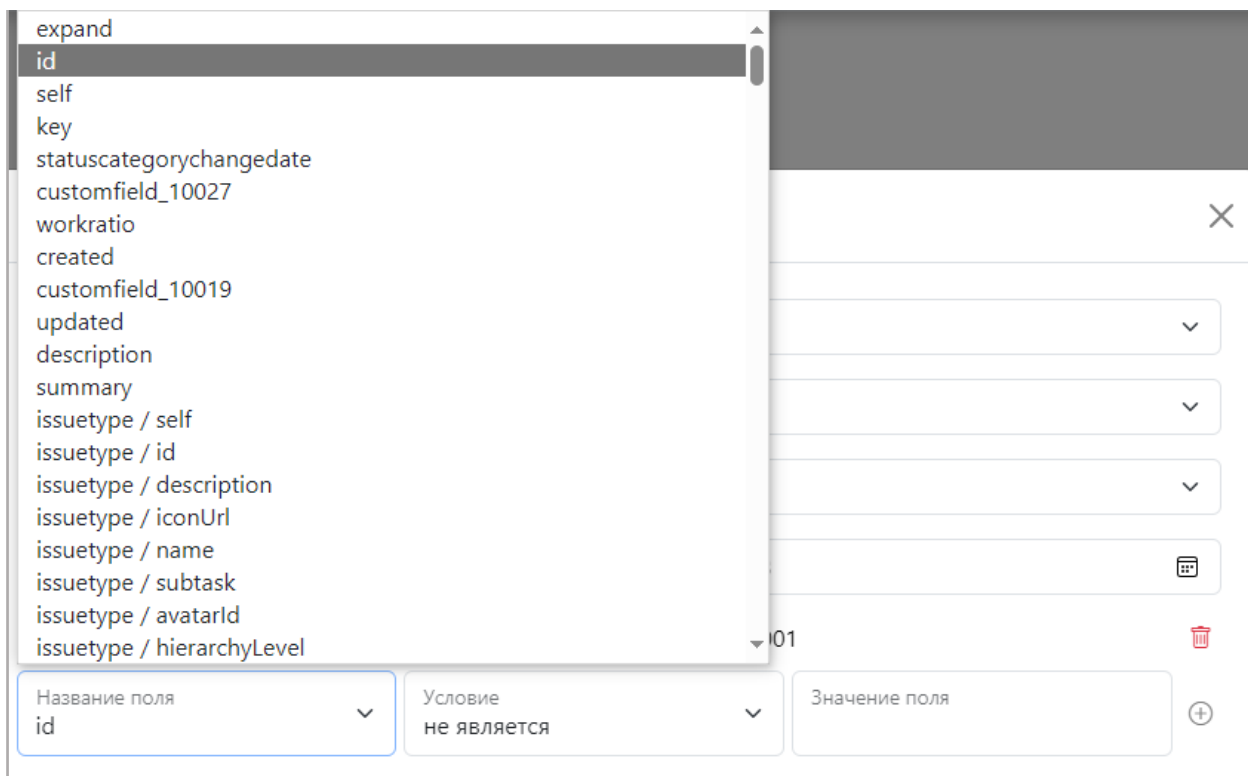 expand
id
self
key
statuscategorychangedate
customfield_10027
workratio
created
customfield_10019
updated
description
summary
issuetype / self
issuetype / id
issuetype / description
issuetype / iconUrl
issuetype / name
issuetype / subtask
issuetype / avatarId
issuetype / hierarchyLevel
Название поля
id
Условие
не является
Значение поля